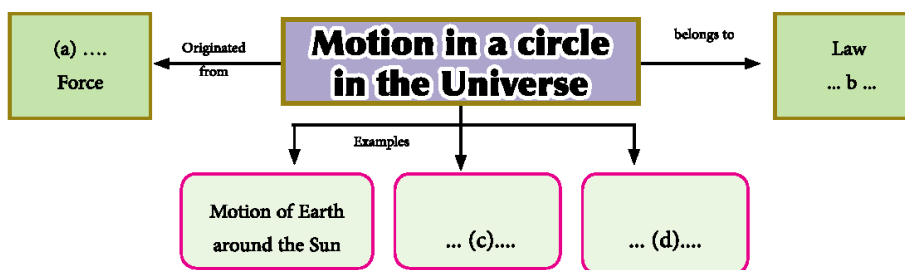 (a) ....
Force
Originated
from
Motion in a circle
in the Universe
belongs to
Law
... b ...
Examples
Motion of Earth
around the Sun
... (c)....
... (d)....